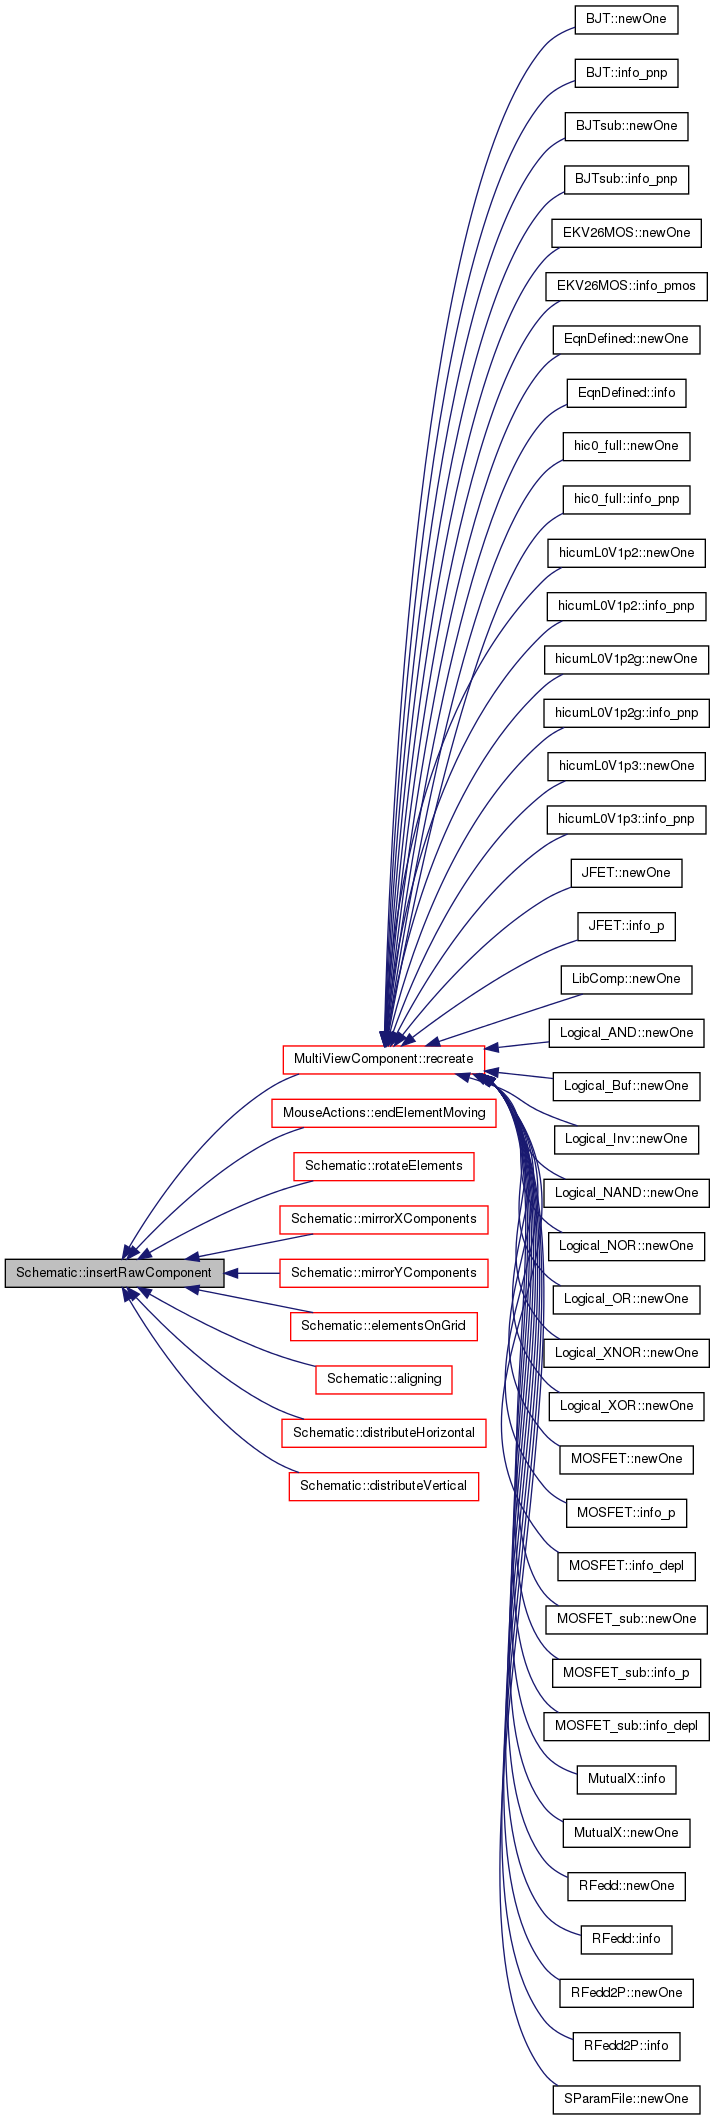 BJT::newOne
BJT::info_pnp
BJTsub::newOne
BJTsub::info_pnp
EKV26MOS::newOne
EKV26MOS::info_pmos
EqnDefined::newOne
EqnDefined::info
hic0_full::newOne
hic0_full::info_pnp
hicumL0V1p2::newOne
hicumL0V1p2::info_pnp
hicumL0V1p2g::newOne
hicumL0V1p2g::info_pnp
hicumL0V1p3::newOne
hicumL0V1p3::info_pnp
JFET::newOne
JFET::info_p
LibComp::newOne
Logical_AND::newOne
MultiViewComponent::recreate
Logical_Buf::newOne
MouseActions::endElementMoving
Logical_Inv::newOne
Schematic::rotateElements
Logical_NAND::newOne
Schematic::mirrorXComponents
Logical_NOR::newOne
Schematic::insertRawComponent
Schematic::mirrorYComponents
Logical_OR::newOne
Schematic::elementsOnGrid
Logical_XNOR::newOne
Schematic::aligning
Logical_XOR::newOne
Schematic::distributeHorizontal
MOSFET::newOne
Schematic::distributeVertical
MOSFET::info_p
MOSFET::info_depl
MOSFET_sub::newOne
MOSFET_sub::info_p
MOSFET_sub::info_depl
MutualX::info
MutualX::newOne
RFedd::newOne
RFedd::info
RFedd2P::newOne
RFedd2P::info
SParamFile::newOne